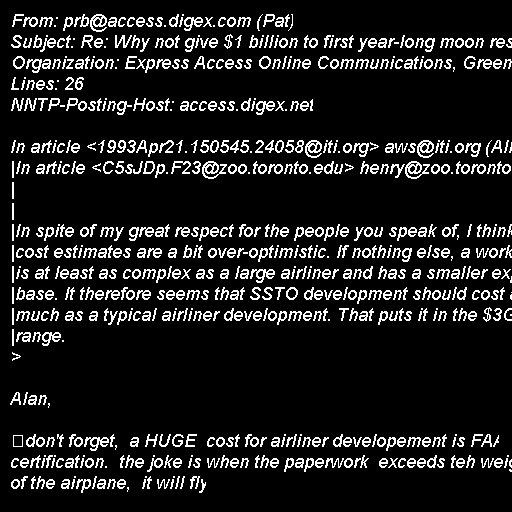 From: prb@access.digex.com (Pat)
Subject: Re: Why not give $1 billion to first year-long moon res
Organization: Express Access Online Communications, Green
Lines: 26
NNTP-Posting-Host: access.digex.net
In article <1993Apr21.150545.24058@iti.org> aws@iti.org (All
|In article <C5sJDp.F23@zoo.toronto.edu> henry@zoo.toronto
|
|
|In spite of my great respect for the people you speak of, I think
|cost estimates are a bit over-optimistic. If nothing else, a work
|is at least as complex as a large airliner and has a smaller ex
|base. It therefore seems that SSTO development should cost
|much as a typical airliner development. That puts it in the $3G
|range.
>
Alan,
don't forget,  a HUGE  cost for airliner developement is FAA
certification.  the joke is when the paperwork  exceeds teh weig
of the airplane,  it will fly